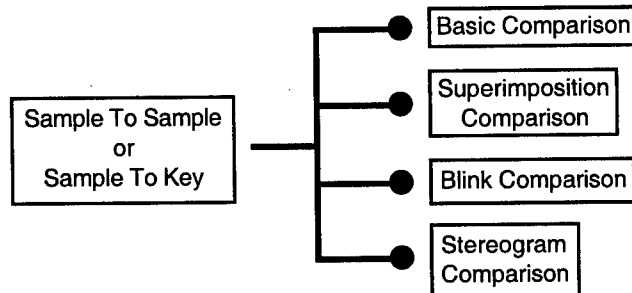 Sample To Sample
or
Sample To Key
Basic Comparison
Superimposition
Comparison
Blink Comparison
Stereogram
Comparison